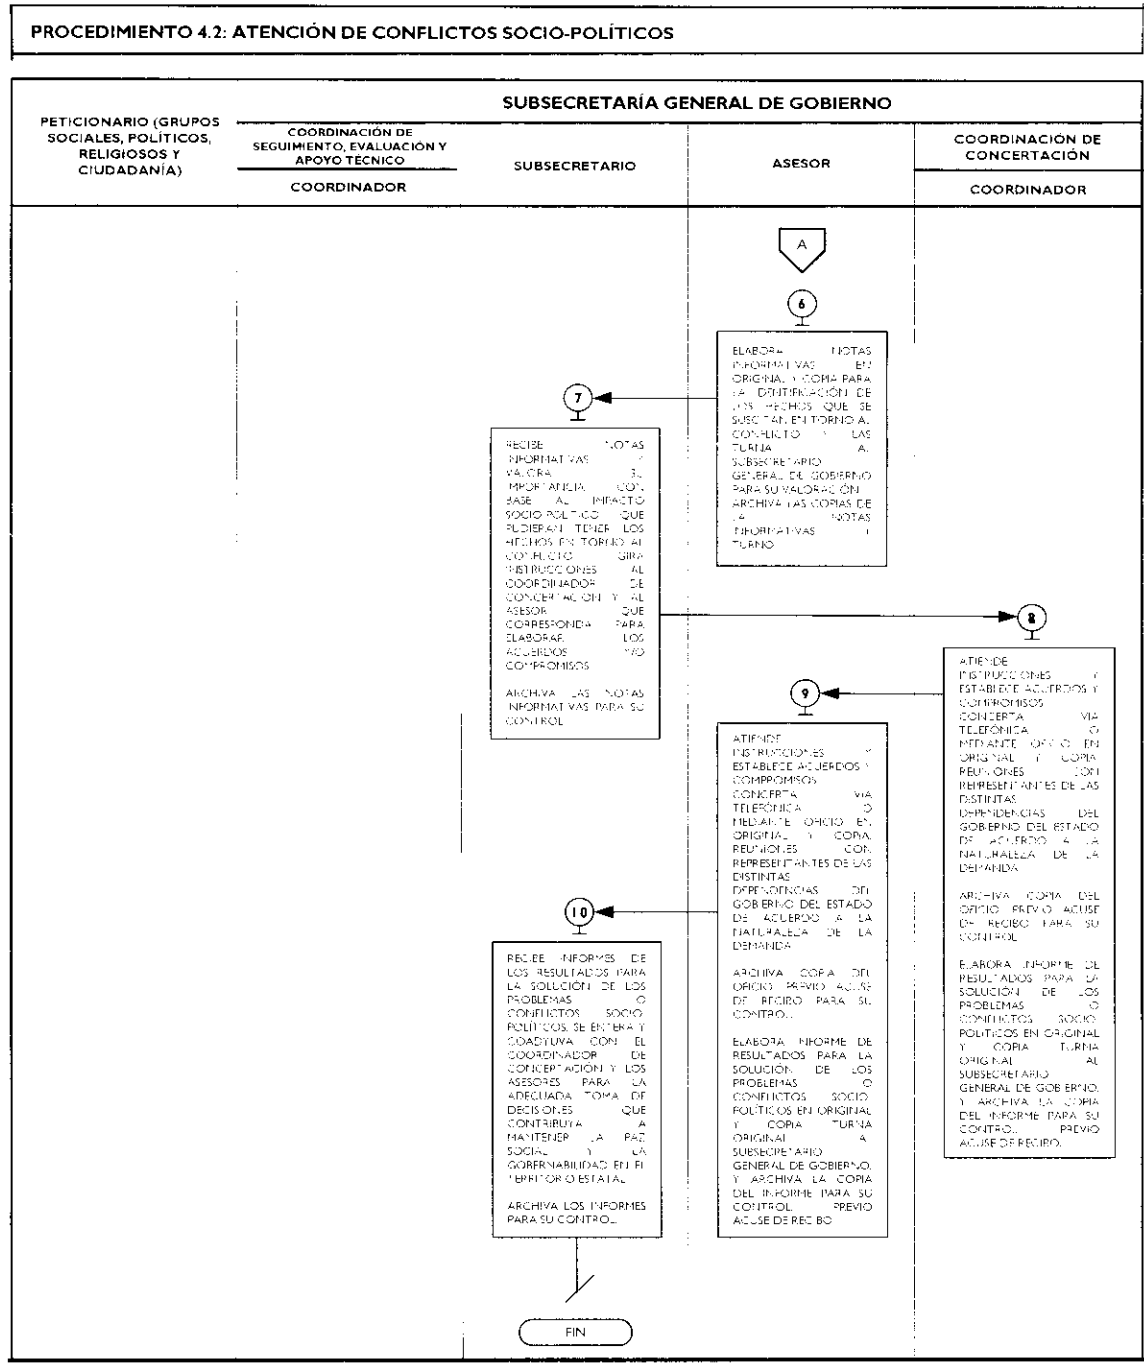 PROCEDIMIENTO 4.2: ATENCIÓN DE CONFLICTOS SOCIO-POLÍTICOS
PETICIONARIO (GRUPOS
SOCIALES, POLÍTICOS,
RELIGIOSOS Y
CIUDADANÍA)
SUBSECRETARÍA GENERAL DE GOBIERNO
COORDINACIÓN DE
SEGUIMIENTO, EVALUACIÓN Y
APOYO TÉCNICO
COORDINADOR
SUBSECRETARIO
ASESOR
COORDINACIÓN DE
CONCERTACIÓN
COORDINADOR
A
6
ELABORA NOTAS
INFORMATIVAS EN
ORIGINAL Y COPIA PARA
LA IDENTIFICACIÓN DE
LOS HECHOS QUE SE
SUSCITAN EN TORNO AL
CONFLICTO Y LAS
TURNA AL
SUBSECRETARIO
GENERAL DE GOBIERNO
PARA SU VALORACIÓN
ARCHIVA LAS COPIAS DE
LA NOTAS
INFORMATIVAS Y
TURNO
7
RECIBE NOTAS
INFORMATIVAS Y
VALORA SU
IMPORTANCIA CON
BASE AL IMPACTO
SOCIO-POLÍTICO QUE
PUDIERAN TENER LOS
HECHOS EN TORNO AL
CONFLICTO GIRA
INSTRUCCIONES AL
COORDINADOR DE
CONCERTACIÓN Y AL
ASESOR QUE
CORRESPONDA PARA
ELABORAR LOS
ACUERDOS Y/O
COMPROMISOS
ARCHIVA LAS NOTAS
INFORMATIVAS PARA SU
CONTROL
8
ATIENDE
INSTRUCCIONES Y
ESTABLECE ACUERDOS Y
COMPROMISOS
CONCERTA VIA
TELEFÓNICA O
MEDIANTE OFICIO EN
ORIGINAL Y COPIA,
REUNIONES CON
REPRESENTANTES DE LAS
DISTINTAS
DEPENDENCIAS DEL
GOBIERNO DEL ESTADO
DE ACUERDO A LA
NATURALEZA DE LA
DEMANDA
ARCHIVA COPIA DEL
OFICIO PREVIO ACUSE
DE RECIBO PARA SU
CONTROL
ELABORA INFORME DE
RESULTADOS PARA LA
SOLUCIÓN DE LOS
PROBLEMAS O
CONFLICTOS SOCIO-
POLÍTICOS EN ORIGINAL
Y COPIA TURNA
ORIGINAL AL
SUBSECRETARIO
GENERAL DE GOBIERNO,
Y ARCHIVA LA COPIA
DEL INFORME PARA SU
CONTROL PREVIO
ACUSE DE RECIBO.
9
ATIENDE
INSTRUCCIONES Y
ESTABLECE ACUERDOS Y
COMPROMISOS
CONCERTA VIA
TELEFÓNICA O
MEDIANTE OFICIO EN
ORIGINAL Y COPIA,
REUNIONES CON
REPRESENTANTES DE LAS
DISTINTAS
DEPENDENCIAS DEL
GOBIERNO DEL ESTADO
DE ACUERDO A LA
NATURALEZA DE LA
DEMANDA
ARCHIVA COPIA DEL
OFICIO PREVIO ACUSE
DE RECIBO PARA SU
CONTROL
ELABORA INFORME DE
RESULTADOS PARA LA
SOLUCIÓN DE LOS
PROBLEMAS O
CONFLICTOS SOCIO-
POLÍTICOS EN ORIGINAL
Y COPIA TURNA
ORIGINAL AL
SUBSECRETARIO
GENERAL DE GOBIERNO,
Y ARCHIVA LA COPIA
DEL INFORME PARA SU
CONTROL PREVIO
ACUSE DE RECIBO
10
RECIBE INFORMES DE
LOS RESULTADOS PARA
LA SOLUCIÓN DE LOS
PROBLEMAS O
CONFLICTOS SOCIO-
POLÍTICOS, SE ENTERA Y
COADYUVA CON EL
COORDINADOR DE
CONCERTACIÓN Y LOS
ASESORES PARA LA
ADECUADA TOMA DE
DECISIONES QUE
CONTRIBUYA A
MANTENER LA PAZ
SOCIAL Y LA
GOBERNABILIDAD EN EL
TERRITORIO ESTATAL
ARCHIVA LOS INFORMES
PARA SU CONTROL
FIN